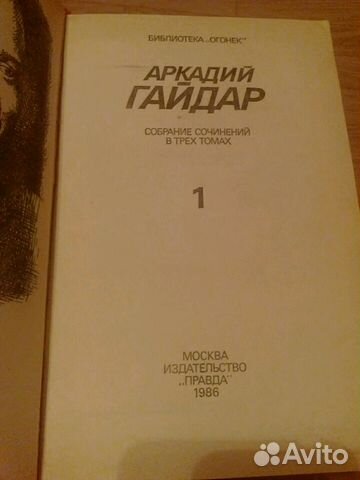 БИБЛИОТЕКА „ОГОНЕК"
АРКАДИЙ
ГАЙДАР
СОБРАНИЕ СОЧИНЕНИЙ
В ТРЕХ ТОМАХ
1
МОСКВА
ИЗДАТЕЛЬСТВО
„ПРАВДА"
1986
Avito